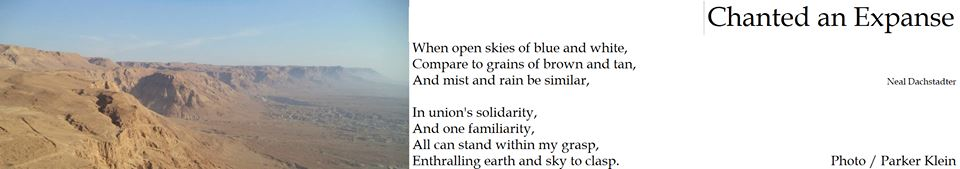 Chanted an Expanse
When open skies of blue and white,
Compare to grains of brown and tan,
And mist and rain be similar,
Neal Dachstadter
In union's solidarity,
And one familiarity,
All can stand within my grasp,
Enthralling earth and sky to clasp.
Photo / Parker Klein